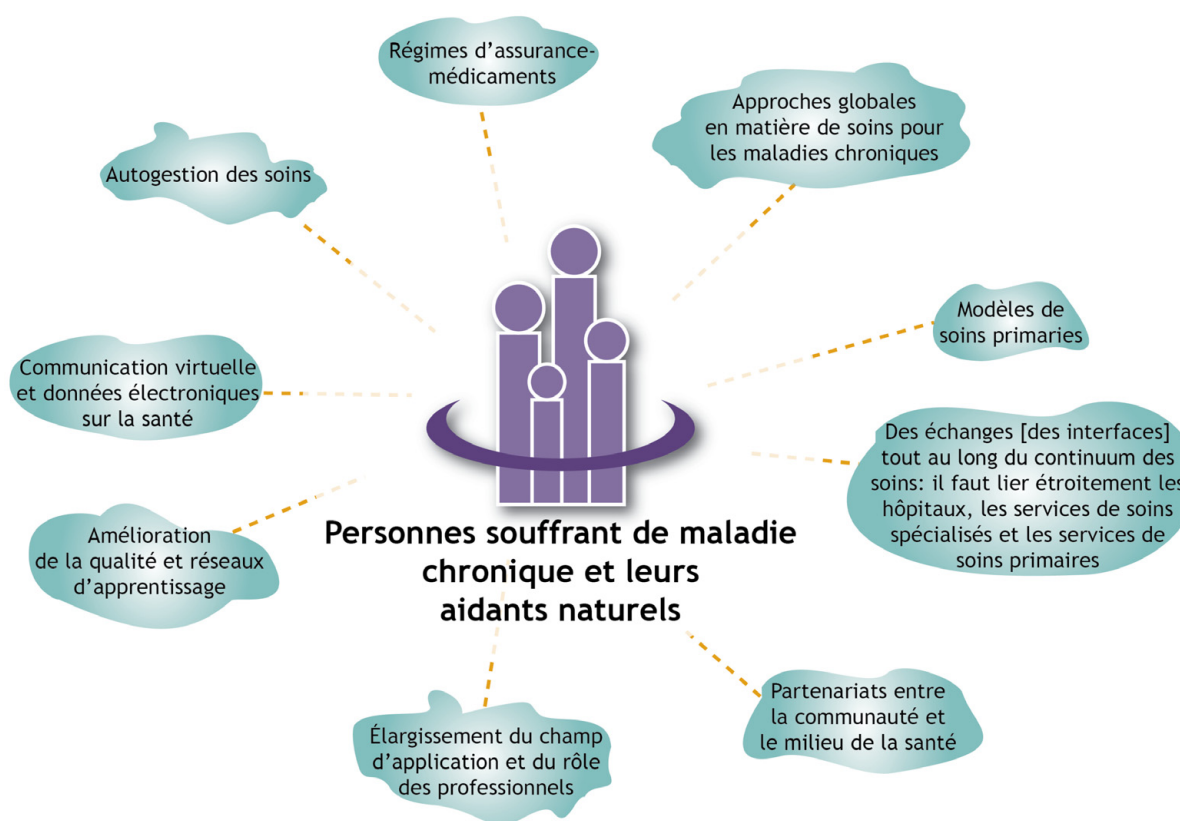 Régimes d'assurance-
médicaments
Approches globales
en matière de soins pour
les maladies chroniques
Autogestion des soins
Modèles de
soins primaries
Communication virtuelle
et données électroniques
sur la santé
Des échanges [des interfaces]
tout au long du continuum des
soins: il faut lier étroitement les
hôpitaux, les services de soins
spécialisés et les services de
soins primaires
Amélioration
de la qualité et réseaux
d'apprentissage
Personnes souffrant de maladie
chronique et leurs
aidants naturels
Partenariats entre
la communauté et
le milieu de la santé
Élargissement du champ
d'application et du rôle
des professionnels